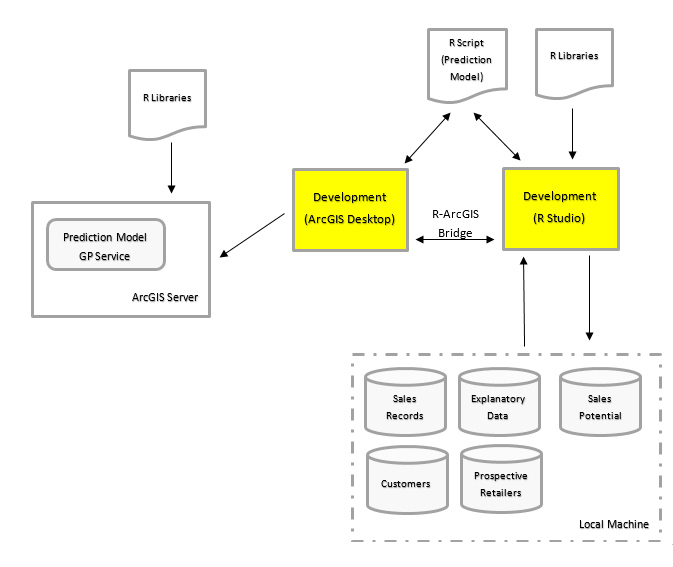 R Script
(Prediction
Model)
R Libraries
R Libraries
Development
(ArcGIS Desktop)
R-ArcGIS
Bridge
Development
(R Studio)
Prediction Model
GP Service
ArcGIS Server
Sales
Records
Explanatory
Data
Sales
Potential
Customers
Prospective
Retailers
Local Machine